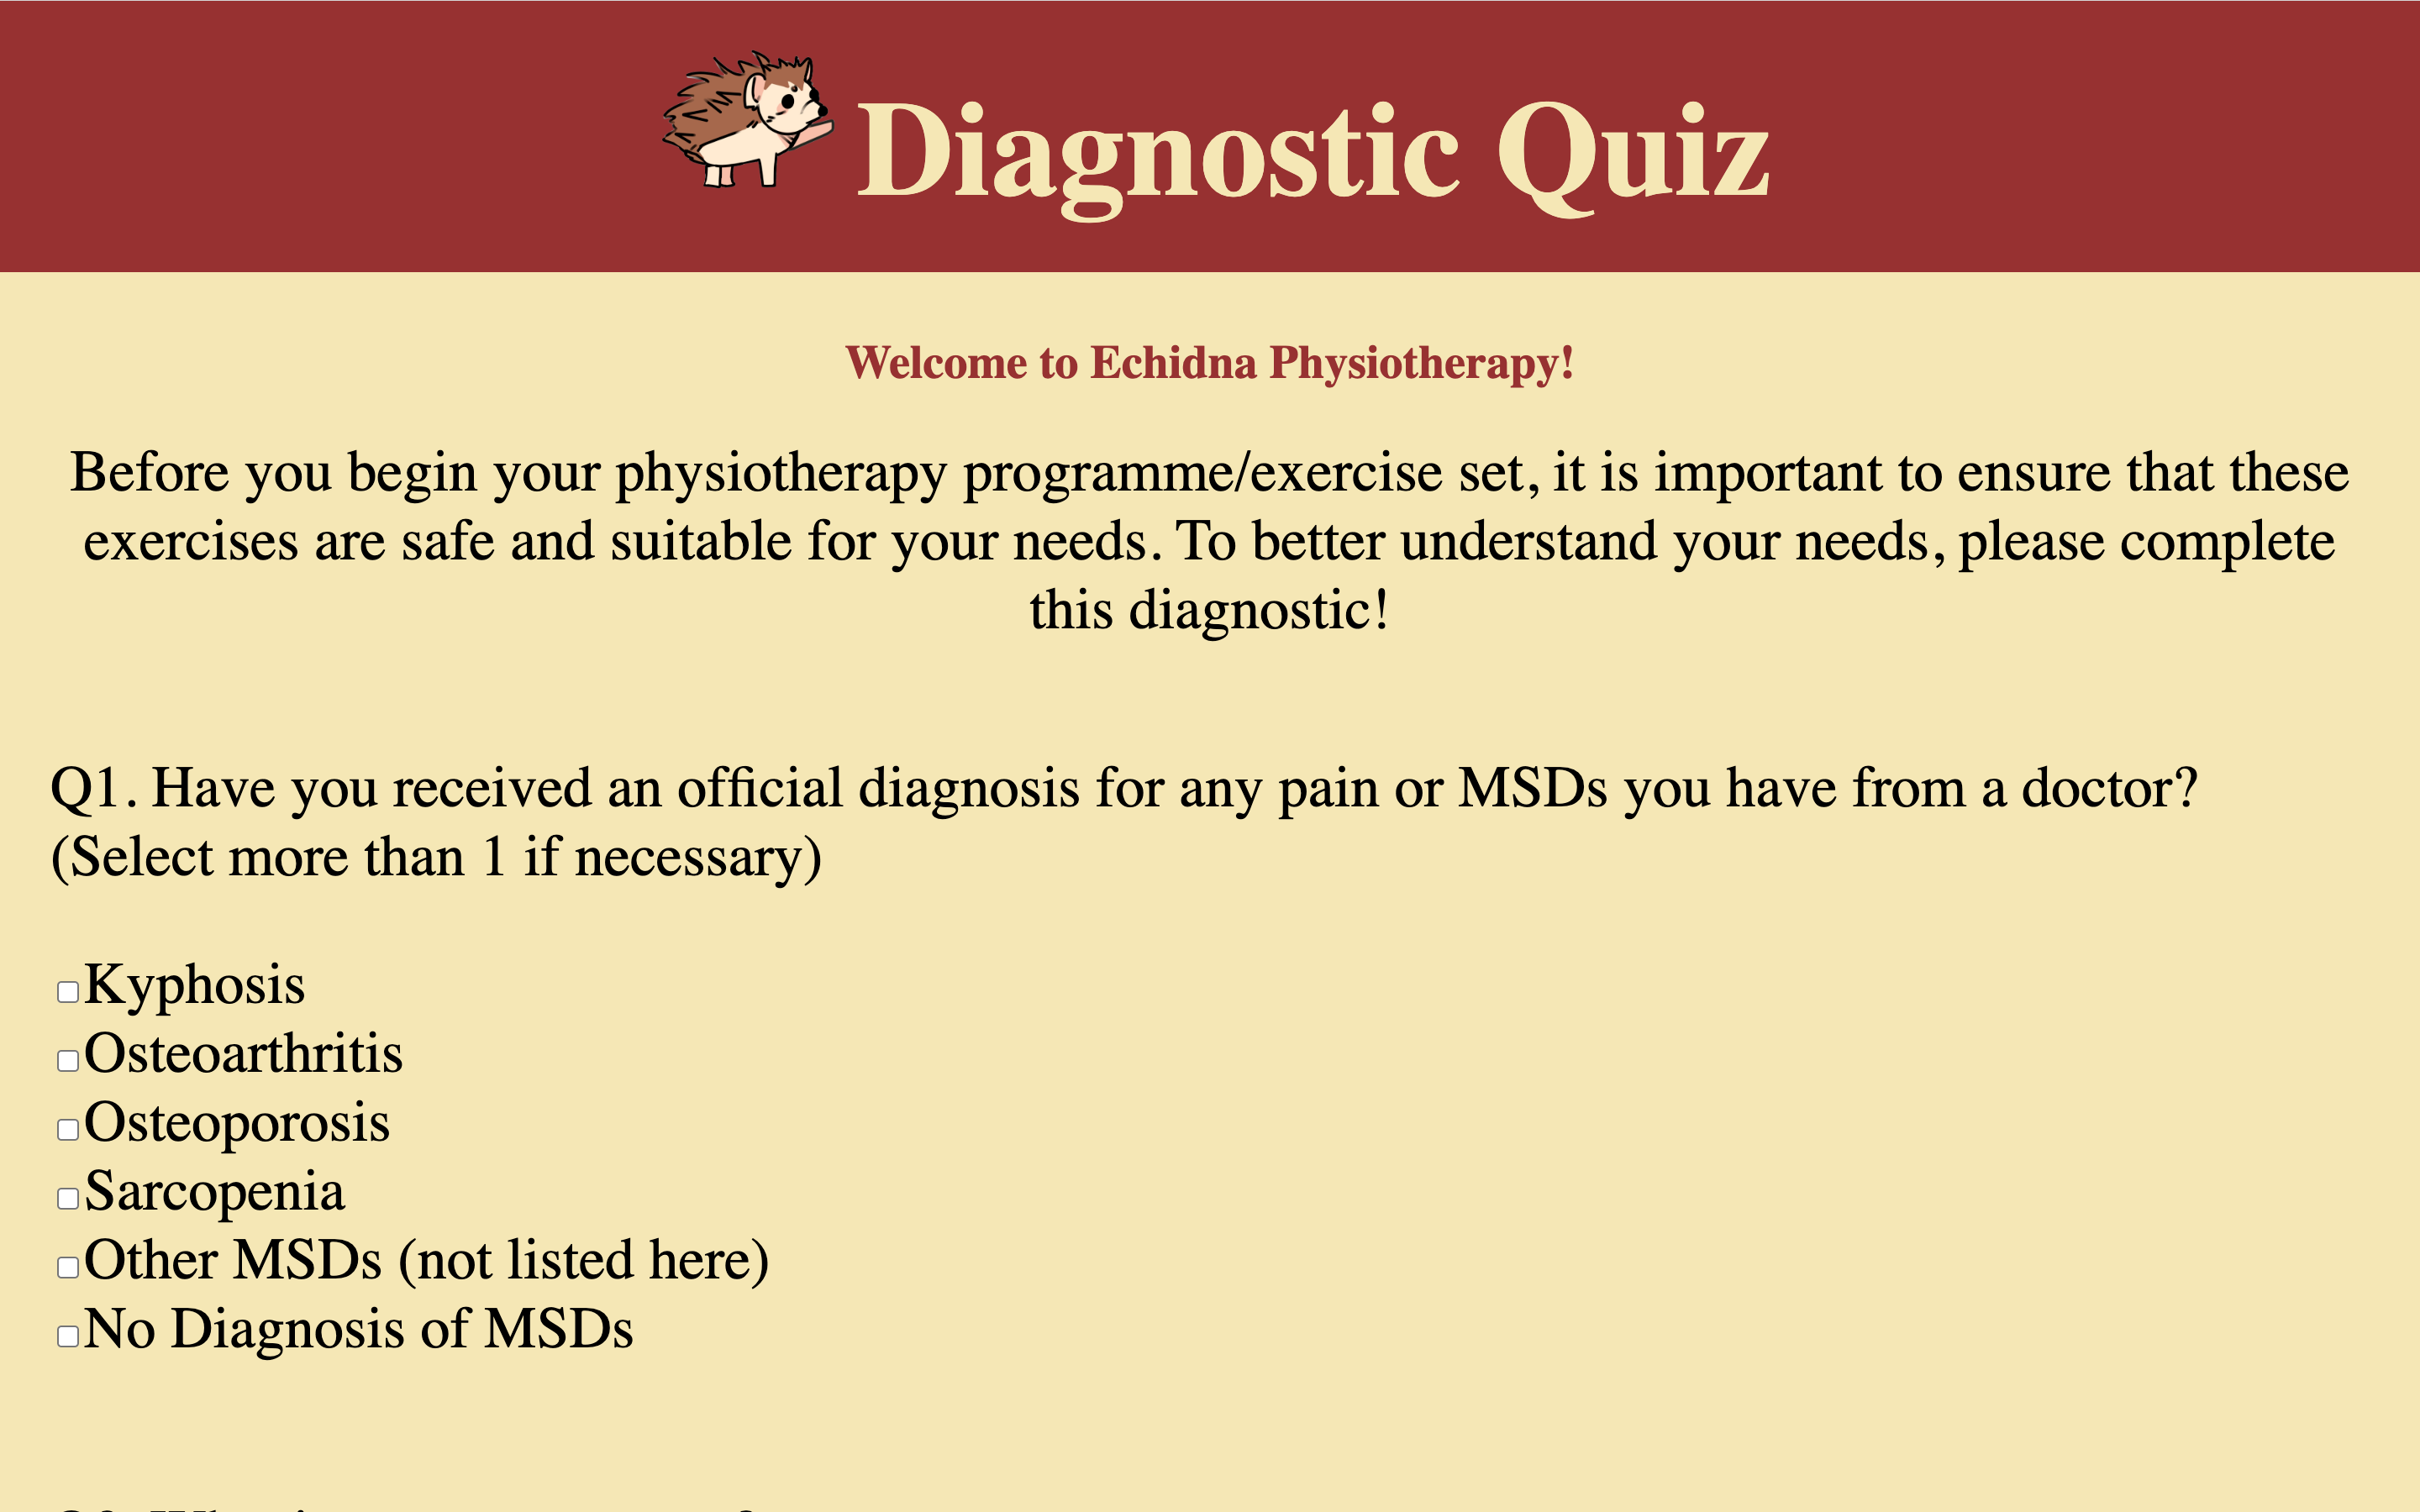 Diagnostic Quiz
Welcome to Echidna Physiotherapy!
Before you begin your physiotherapy programme/exercise set, it is important to ensure that these
exercises are safe and suitable for your needs. To better understand your needs, please complete
this diagnostic!
Q1. Have you received an official diagnosis for any pain or MSDs you have from a doctor?
(Select more than 1 if necessary)
Kyphosis
Osteoarthritis
Osteoporosis
Sarcopenia
Other MSDs (not listed here)
No Diagnosis of MSDs